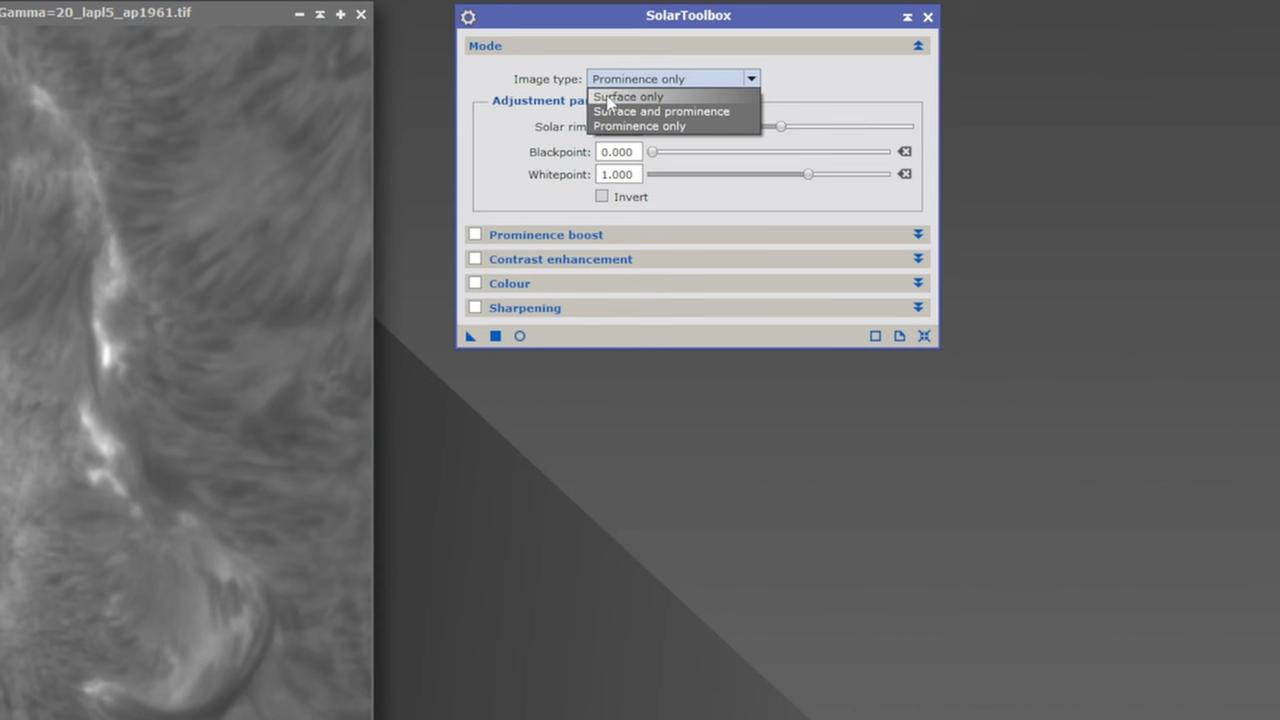 Gamma=20_lapl5_ap1961.tif
SolarToolbox
Mode
Image type: Prominence only
Surface only
Surface and prominence
Prominence only
Adjustment par
Solar rim
Blackpoint: 0.000
Whitepoint: 1.000
Invert
Prominence boost
Contrast enhancement
Colour
Sharpening